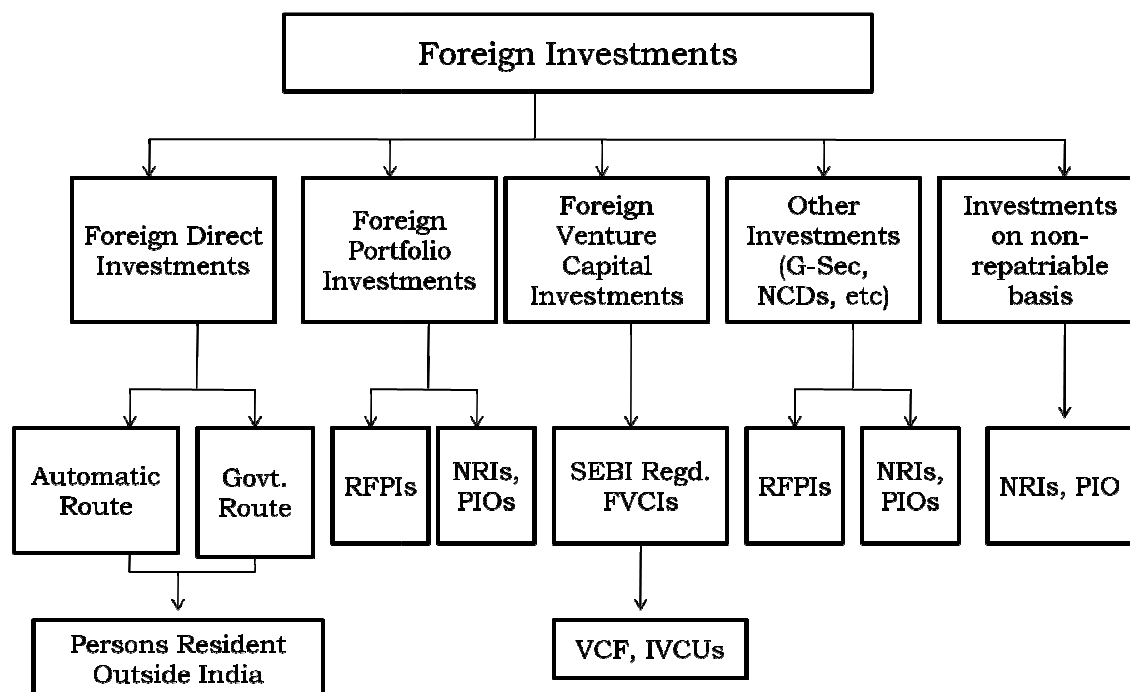 Foreign Investments
Foreign Direct
Investments
Foreign
Portfolio
Investments
Foreign
Venture
Capital
Investments
Other
Investments
(G-Sec,
NCDs, etc)
Investments
on non-
repatriable
basis
Automatic
Route
Govt.
Route
RFPIs
NRIs,
PIOs
SEBI Regd.
FVCIs
RFPIs
NRIs,
PIOs
NRIs, PIO
Persons Resident
Outside India
VCF, IVCUs